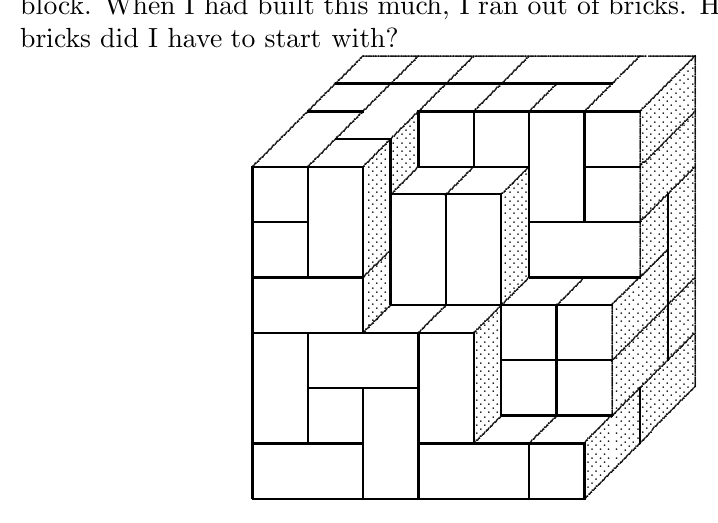 block. When I had built this much, I ran out of bricks.
bricks did I have to start with?